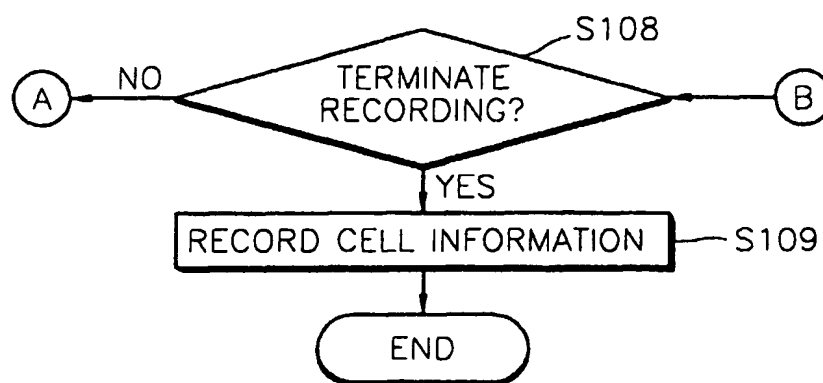 S108
A
NO
TERMINATE
RECORDING?
B
YES
RECORD CELL INFORMATION
S109
END